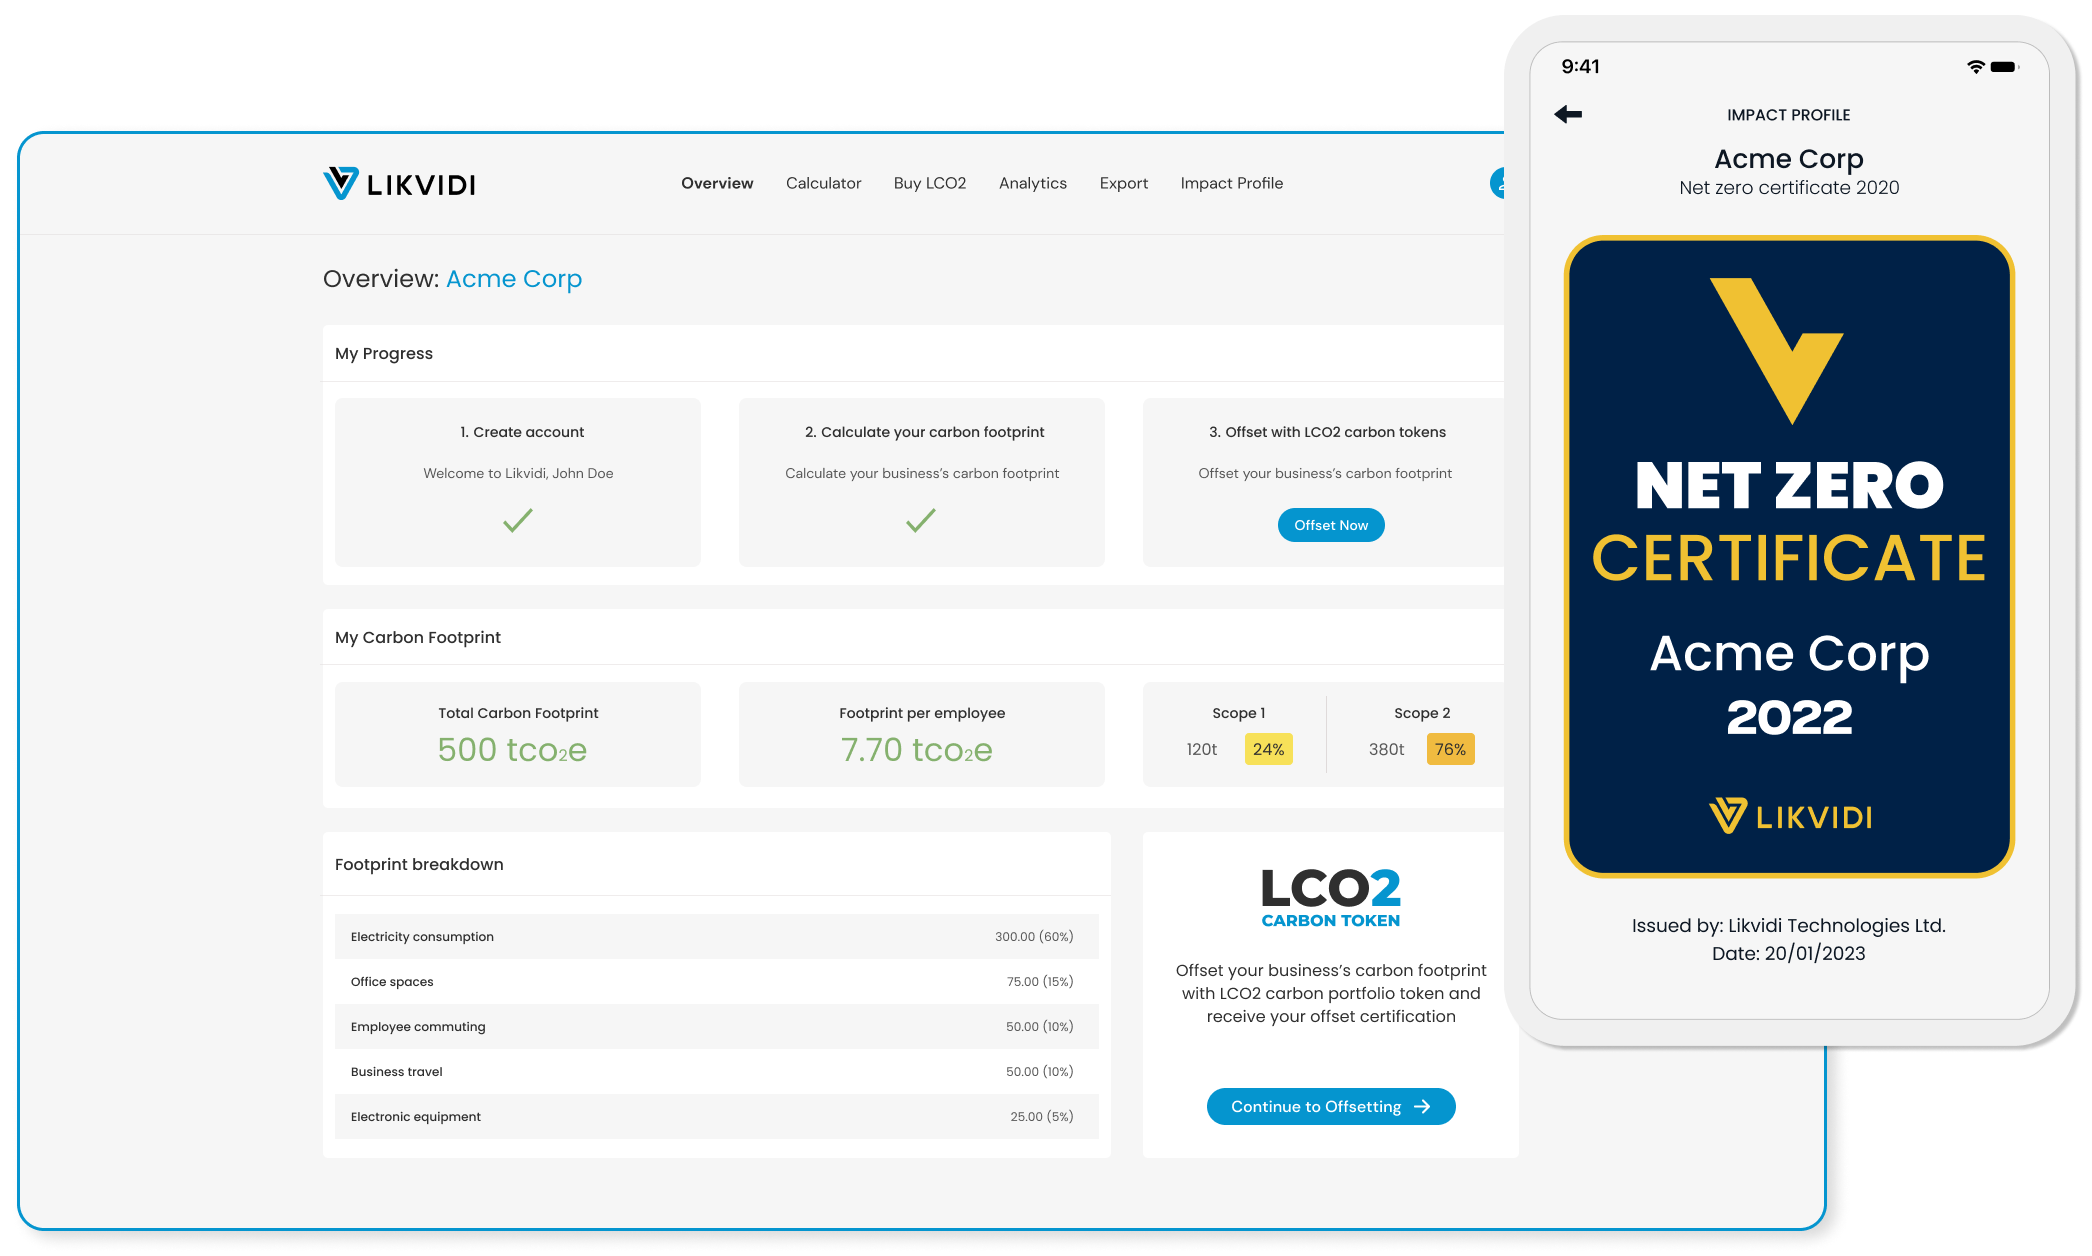 LIKVIDI
Overview Calculator Buy LCO2 Analytics Export Impact Profile
Overview: Acme Corp
My Progress
1. Create account
Welcome to Likvidi, John Doe
2. Calculate your carbon footprint
Calculate your business’s carbon footprint
3. Offset with LCO2 carbon tokens
Offset your business’s carbon footprint
Offset Now
My Carbon Footprint
Total Carbon Footprint
500 tco₂e
Footprint per employee
7.70 tco₂e
Scope 1
120t 24%
Scope 2
380t 76%
Footprint breakdown
Electricity consumption 300.00 (60%)
Office spaces 75.00 (15%)
Employee commuting 50.00 (10%)
Business travel 50.00 (10%)
Electronic equipment 25.00 (5%)
LCO2
CARBON TOKEN
Offset your business’s carbon footprint
with LCO2 carbon portfolio token and
receive your offset certification
Continue to Offsetting
9:41
IMPACT PROFILE
Acme Corp
Net zero certificate 2020
NET ZERO
CERTIFICATE
Acme Corp
2022
LIKVIDI
Issued by: Likvidi Technologies Ltd.
Date: 20/01/2023